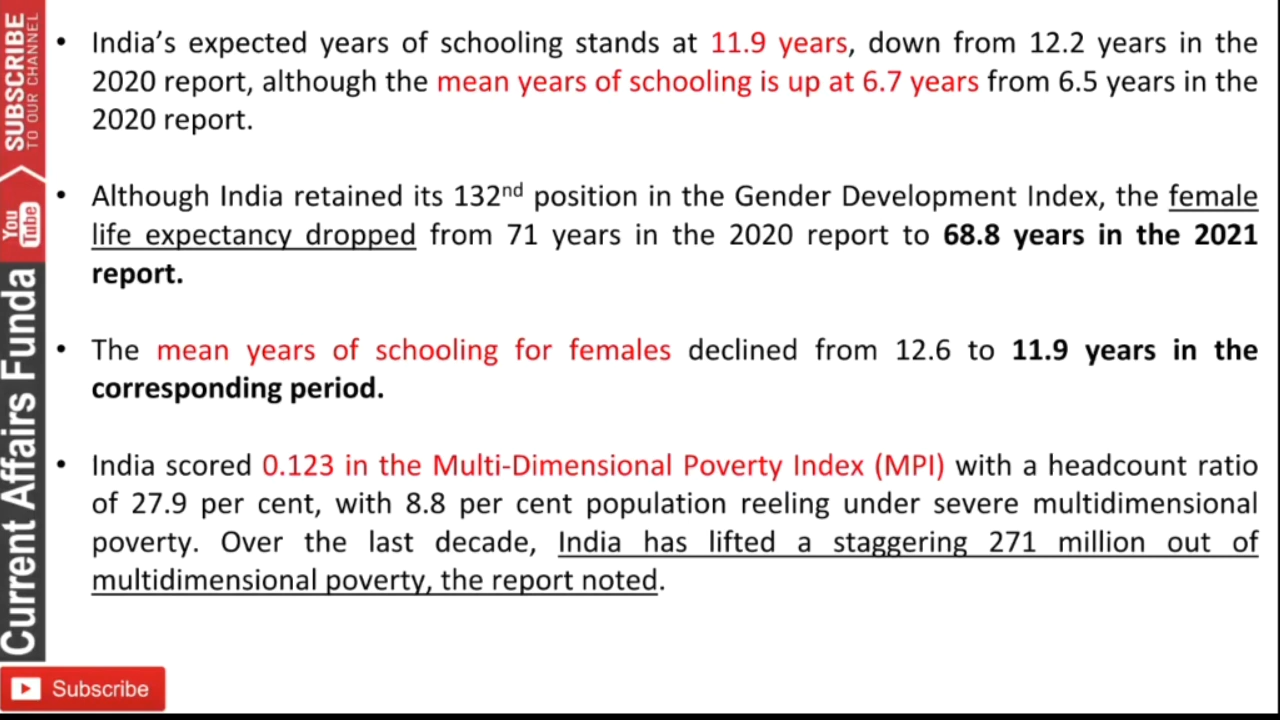 • India's expected years of schooling stands at 11.9 years, down from 12.2 years in the
2020 report, although the mean years of schooling is up at 6.7 years from 6.5 years in the
2020 report.
• Although India retained its 132nd position in the Gender Development Index, the female
life expectancy dropped from 71 years in the 2020 report to 68.8 years in the 2021
report.
• The mean years of schooling for females declined from 12.6 to 11.9 years in the
corresponding period.
• India scored 0.123 in the Multi-Dimensional Poverty Index (MPI) with a headcount ratio
of 27.9 per cent, with 8.8 per cent population reeling under severe multidimensional
poverty. Over the last decade, India has lifted a staggering 271 million out of
multidimensional poverty, the report noted.
SUBSCRIBE
TO OUR CHANNEL
You
Tube
Current Affairs Funda
Subscribe